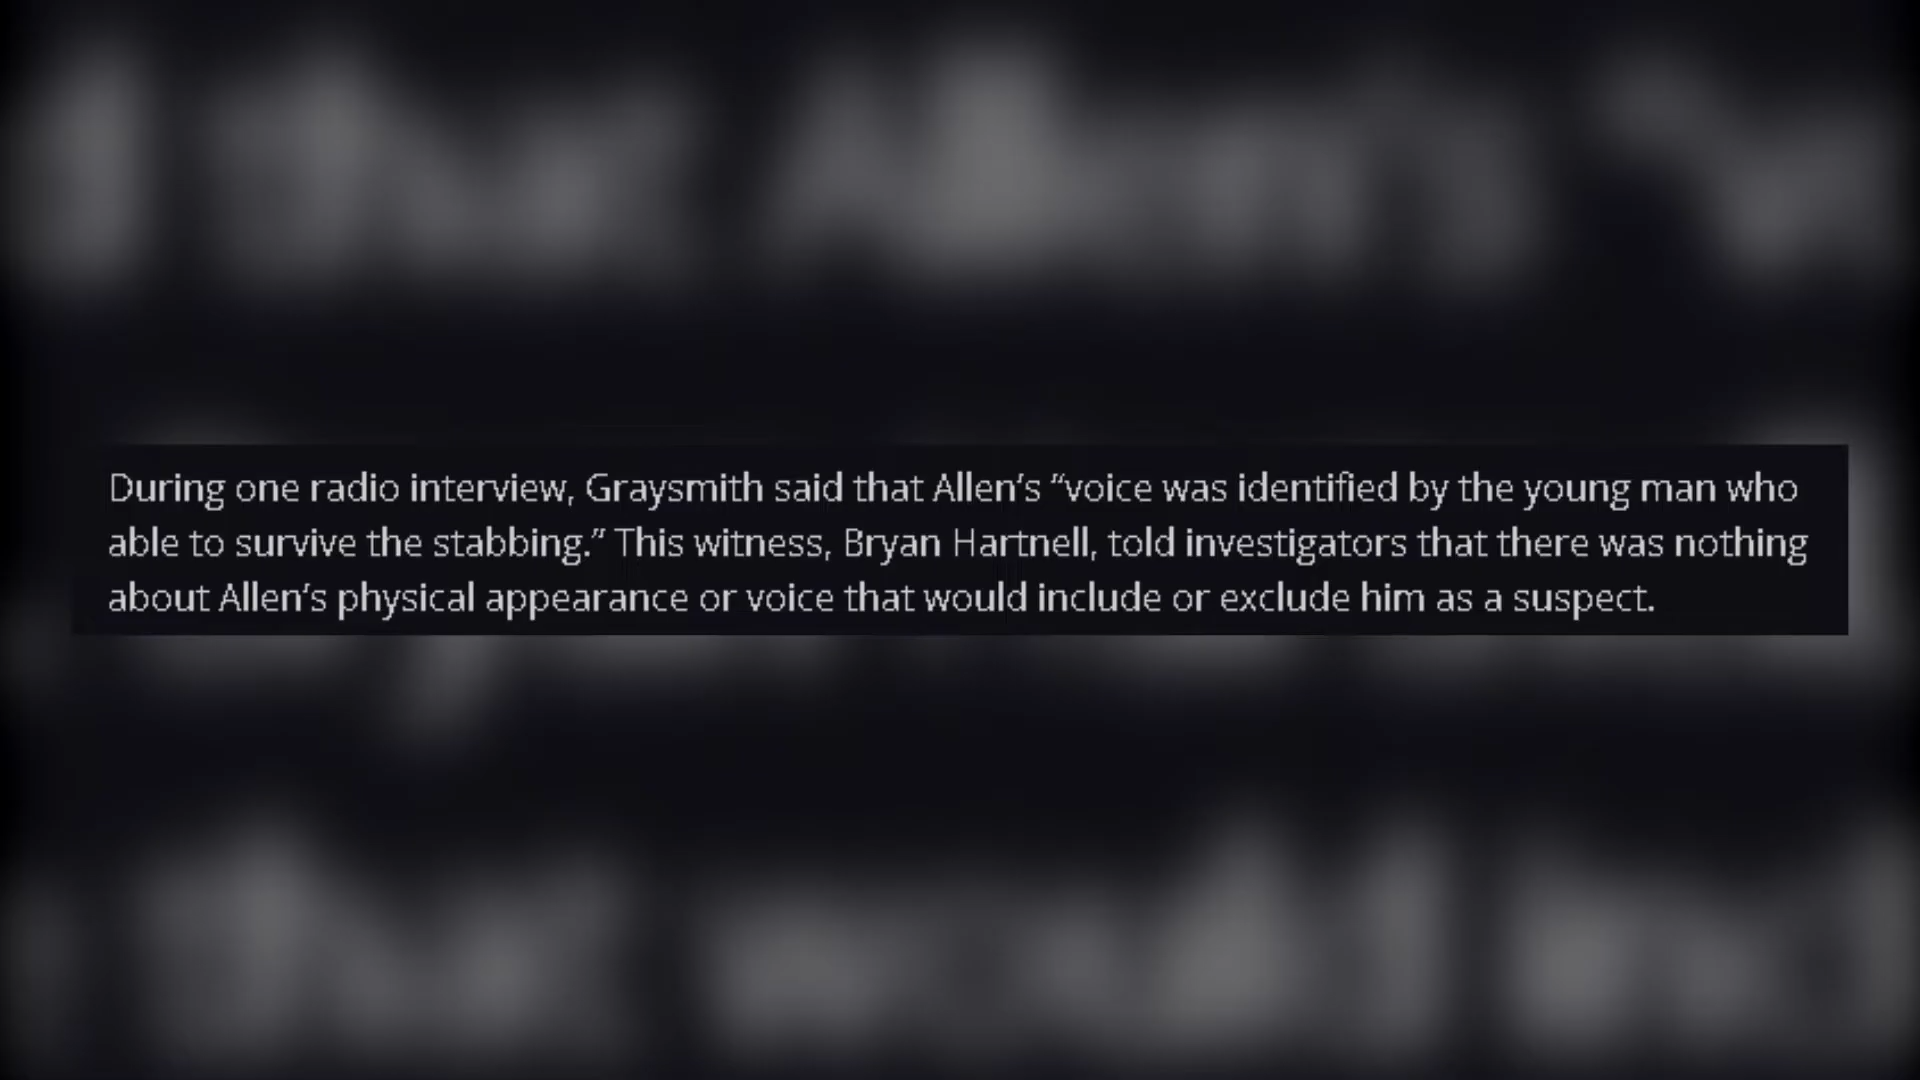 During one radio interview, Graysmith said that Allen’s “voice was identified by the young man who
able to survive the stabbing.” This witness, Bryan Hartnell, told investigators that there was nothing
about Allen’s physical appearance or voice that would include or exclude him as a suspect.